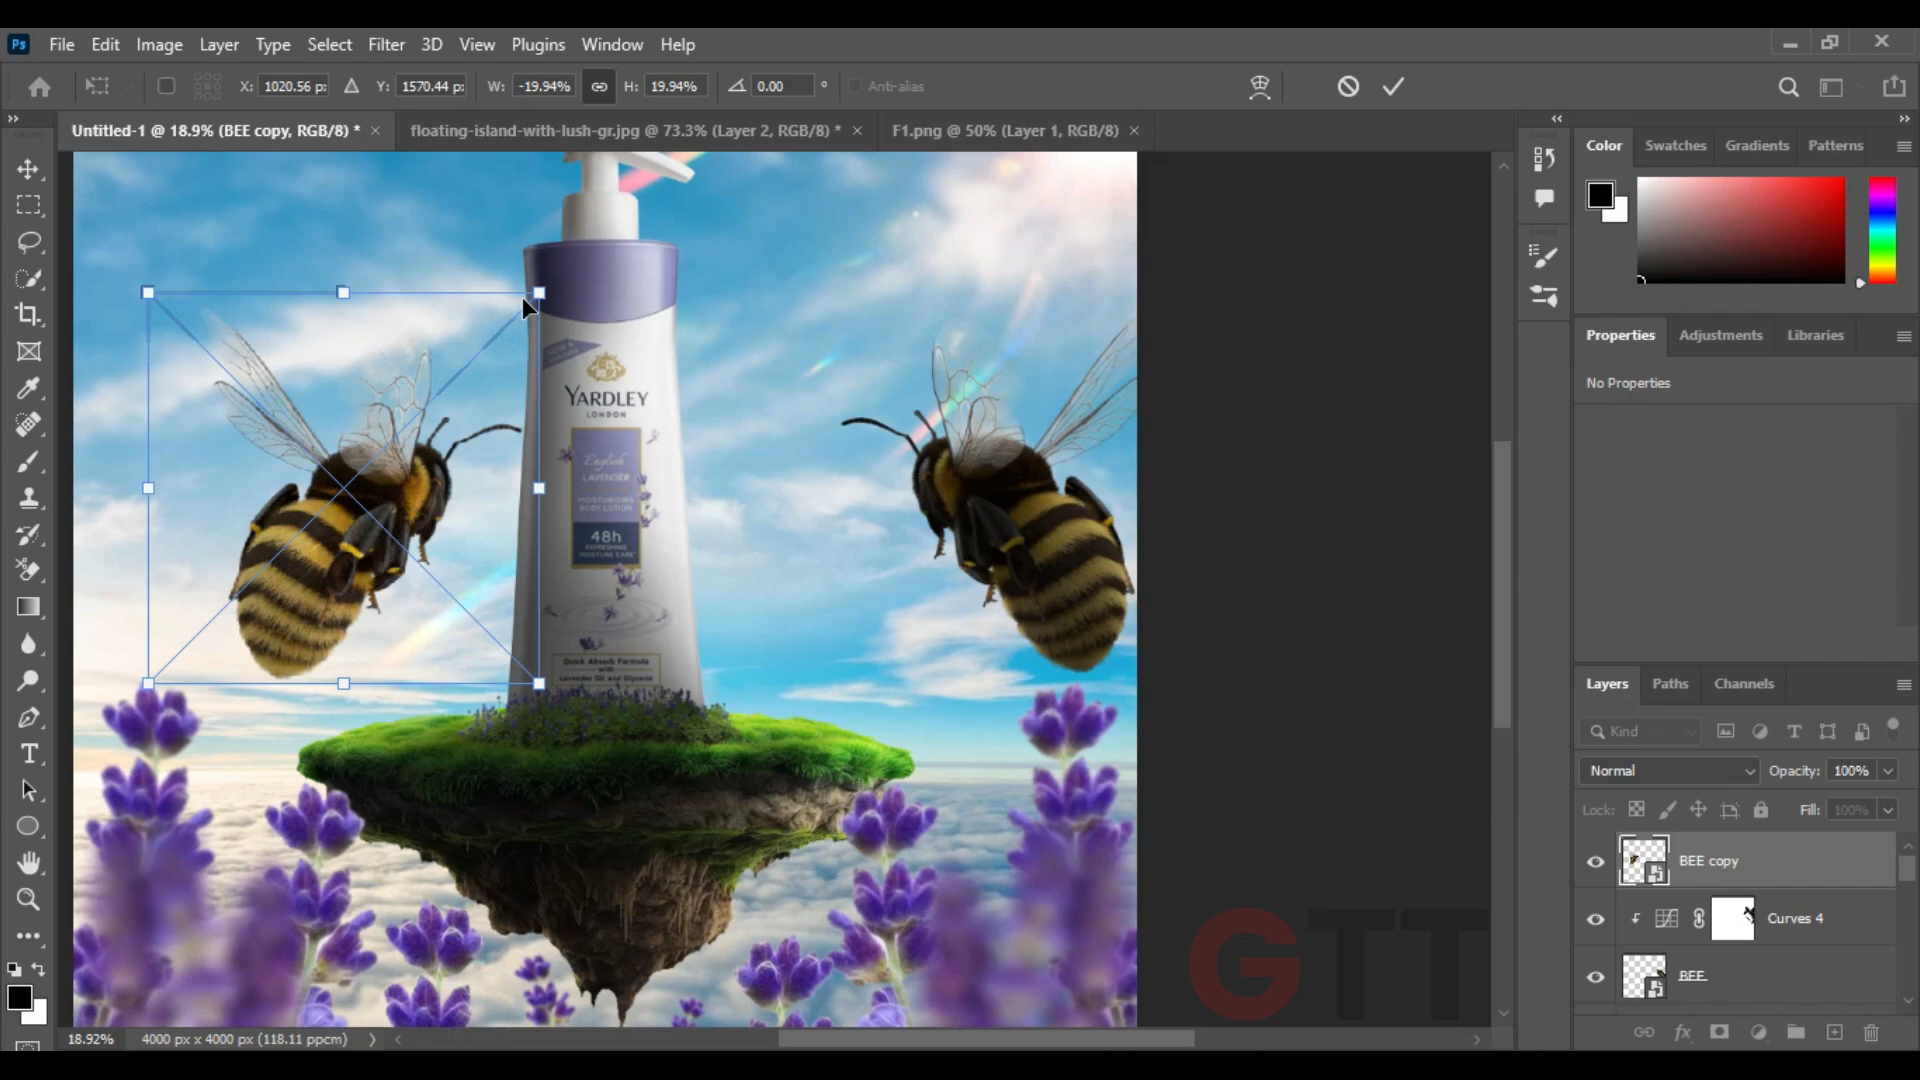 Ps File Edit Image Layer Type Select Filter 3D View Plugins Window Help
X: 1020.56 p: Y: 1570.44 p: W: -19.94% H: 19.94% 0.00 ° Anti-alias
Untitled-1 @ 18.9% (BEE copy, RGB/8) * × floating-island-with-lush-gr.jpg @ 73.3% (Layer 2, RGB/8) * × F1.png @ 50% (Layer 1, RGB/8) ×
Color Swatches Gradients Patterns
Properties Adjustments Libraries
No Properties
YARDLEY
LONDON
English
LAVENDER
MOISTURIZING
BODY LOTION
48h
REFRESHING
MOISTURE CARE
Quick Absorb Formula
with
Lavender Oil and Glycerin
Layers Paths Channels
Kind
Normal Opacity: 100%
Lock: Fill: 100%
BEE copy
Curves 4
BEE
GTT
18.92% 4000 px x 4000 px (118.11 ppcm)